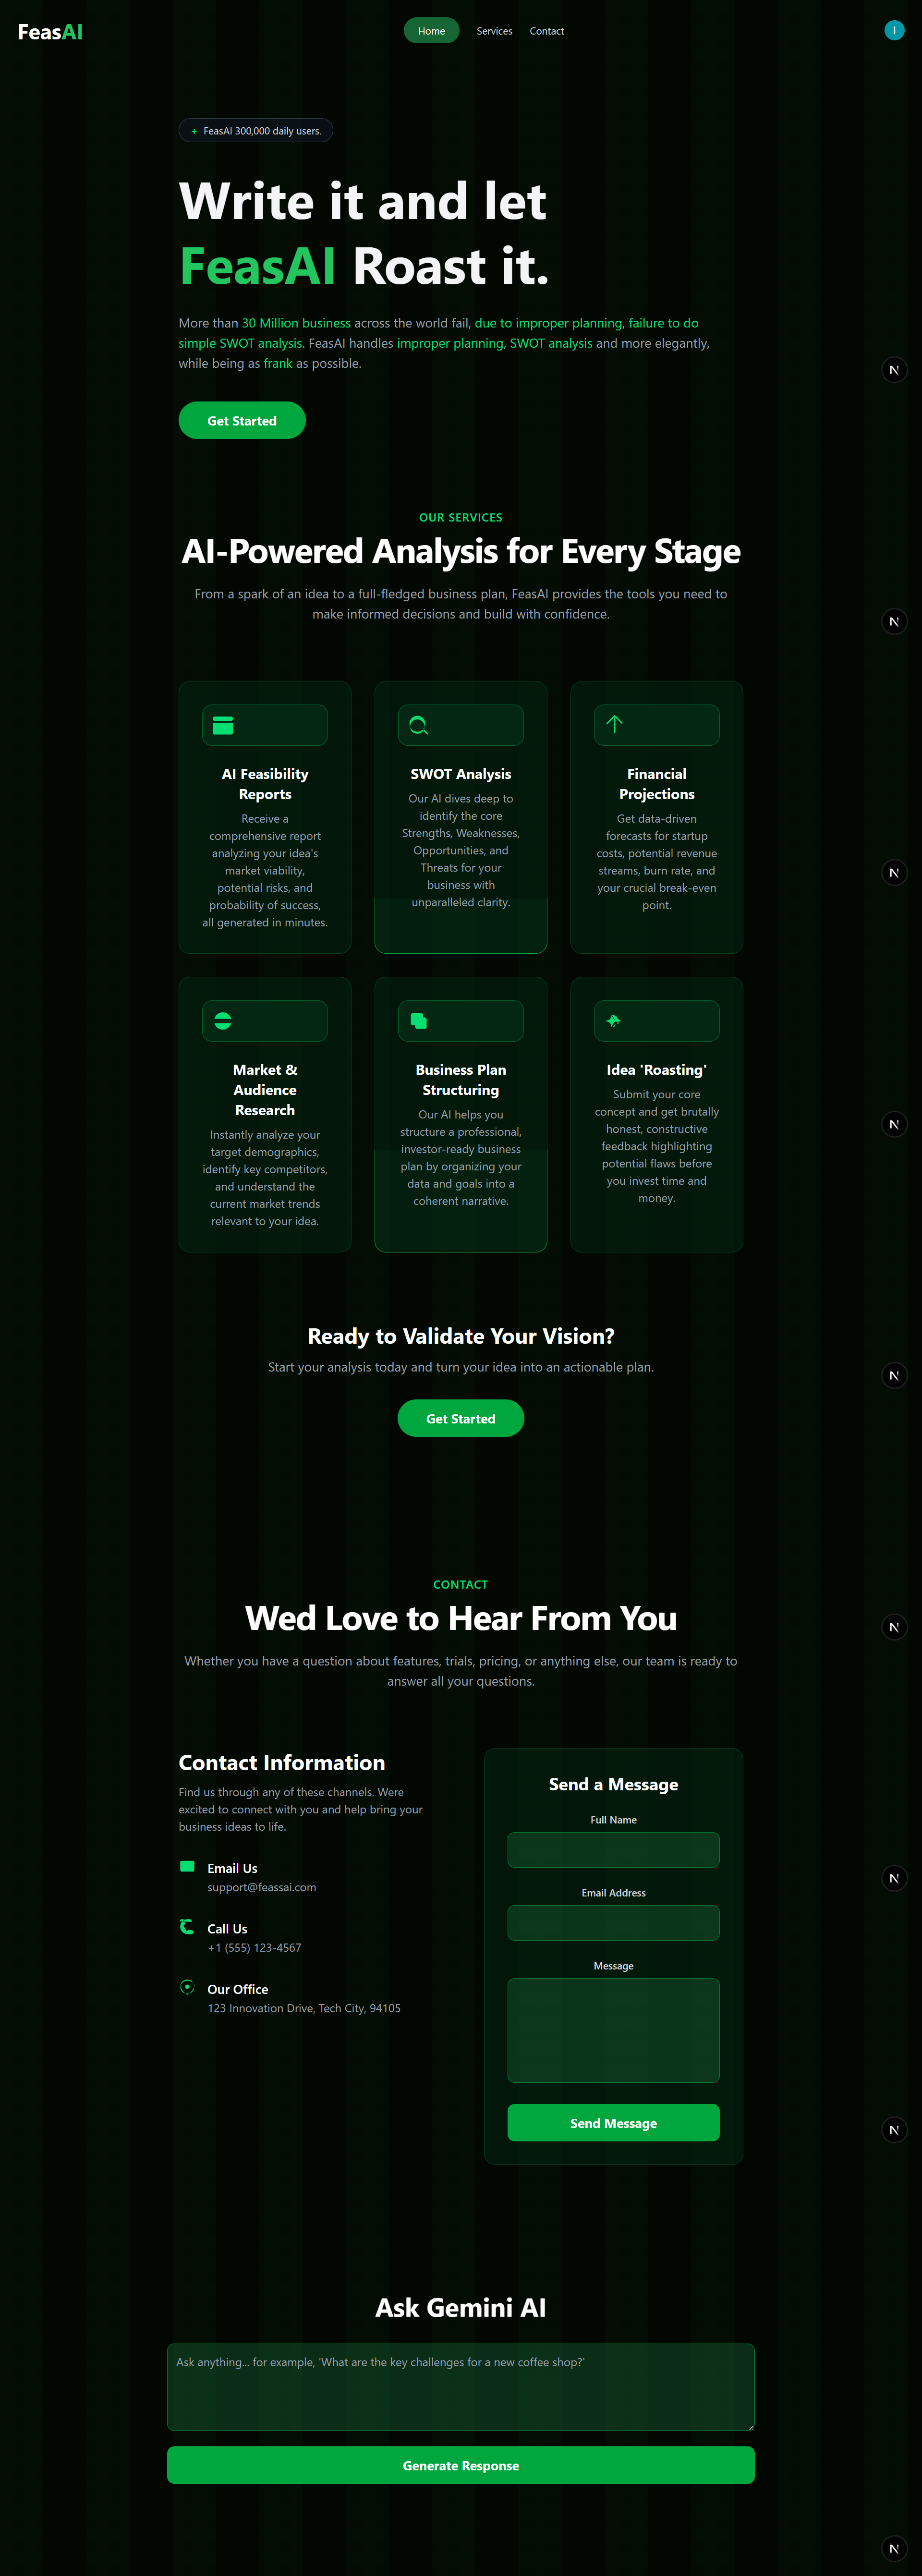 FeasAI
Home
Services
Contact
I
+ FeasAI 300,000 daily users.
Write it and let
FeasAI Roast it.
More than 30 Million business across the world fail, due to improper planning, failure to do
simple SWOT analysis. FeasAI handles improper planning, SWOT analysis and more elegantly,
while being as frank as possible.
Get Started
OUR SERVICES
AI-Powered Analysis for Every Stage
From a spark of an idea to a full-fledged business plan, FeasAI provides the tools you need to
make informed decisions and build with confidence.
AI Feasibility
Reports
Receive a
comprehensive report
analyzing your idea's
market viability,
potential risks, and
probability of success,
all generated in minutes.
SWOT Analysis
Our AI dives deep to
identify the core
Strengths, Weaknesses,
Opportunities, and
Threats for your
business with
unparalleled clarity.
Financial
Projections
Get data-driven
forecasts for startup
costs, potential revenue
streams, burn rate, and
your crucial break-even
point.
Market &
Audience
Research
Instantly analyze your
target demographics,
identify key competitors,
and understand the
current market trends
relevant to your idea.
Business Plan
Structuring
Our AI helps you
structure a professional,
investor-ready business
plan by organizing your
data and goals into a
coherent narrative.
Idea 'Roasting'
Submit your core
concept and get brutally
honest, constructive
feedback highlighting
potential flaws before
you invest time and
money.
Ready to Validate Your Vision?
Start your analysis today and turn your idea into an actionable plan.
Get Started
CONTACT
Wed Love to Hear From You
Whether you have a question about features, trials, pricing, or anything else, our team is ready to
answer all your questions.
Contact Information
Find us through any of these channels. Were
excited to connect with you and help bring your
business ideas to life.
Email Us
support@feassai.com
Call Us
+1 (555) 123-4567
Our Office
123 Innovation Drive, Tech City, 94105
Send a Message
Full Name
Email Address
Message
Send Message
Ask Gemini AI
Ask anything... for example, 'What are the key challenges for a new coffee shop?'
Generate Response
N
N
N
N
N
N
N
N
N